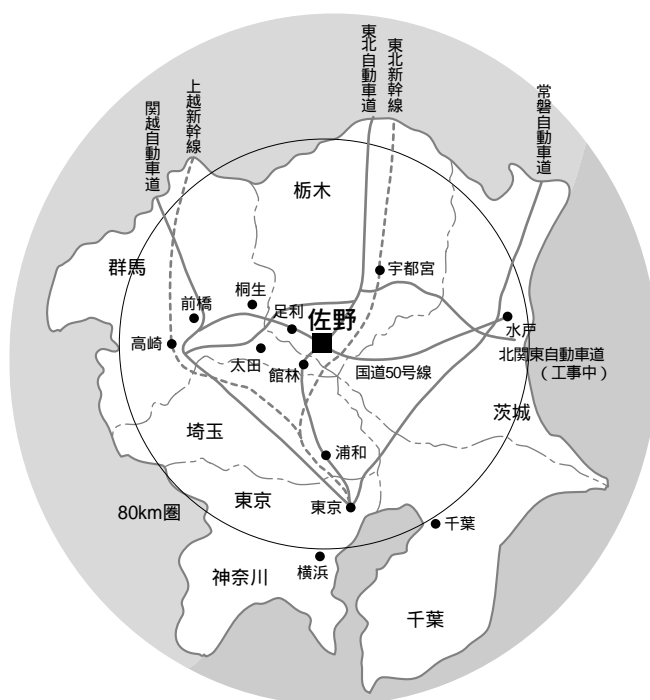 東北自動車道
東北新幹線
上越新幹線
関越自動車道
常磐自動車道
栃木
群馬
宇都宮
桐生
前橋
足利
佐野
水戸
高崎
太田
館林
国道50号線
北関東自動車道
(工事中)
茨城
埼玉
浦和
東京
東京
80km圏
千葉
神奈川
横浜
千葉